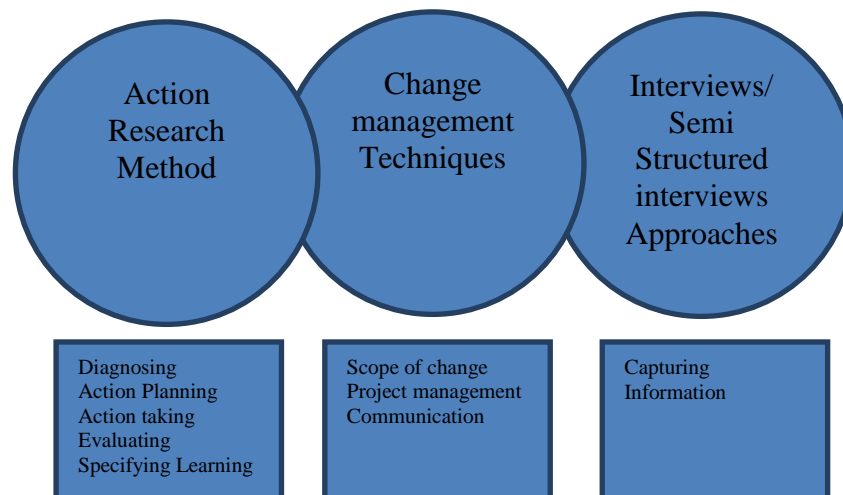 Action
Research
Method
Change
management
Techniques
Interviews/
Semi
Structured
interviews
Approaches
Diagnosing
Action Planning
Action taking
Evaluating
Specifying Learning
Scope of change
Project management
Communication
Capturing
Information